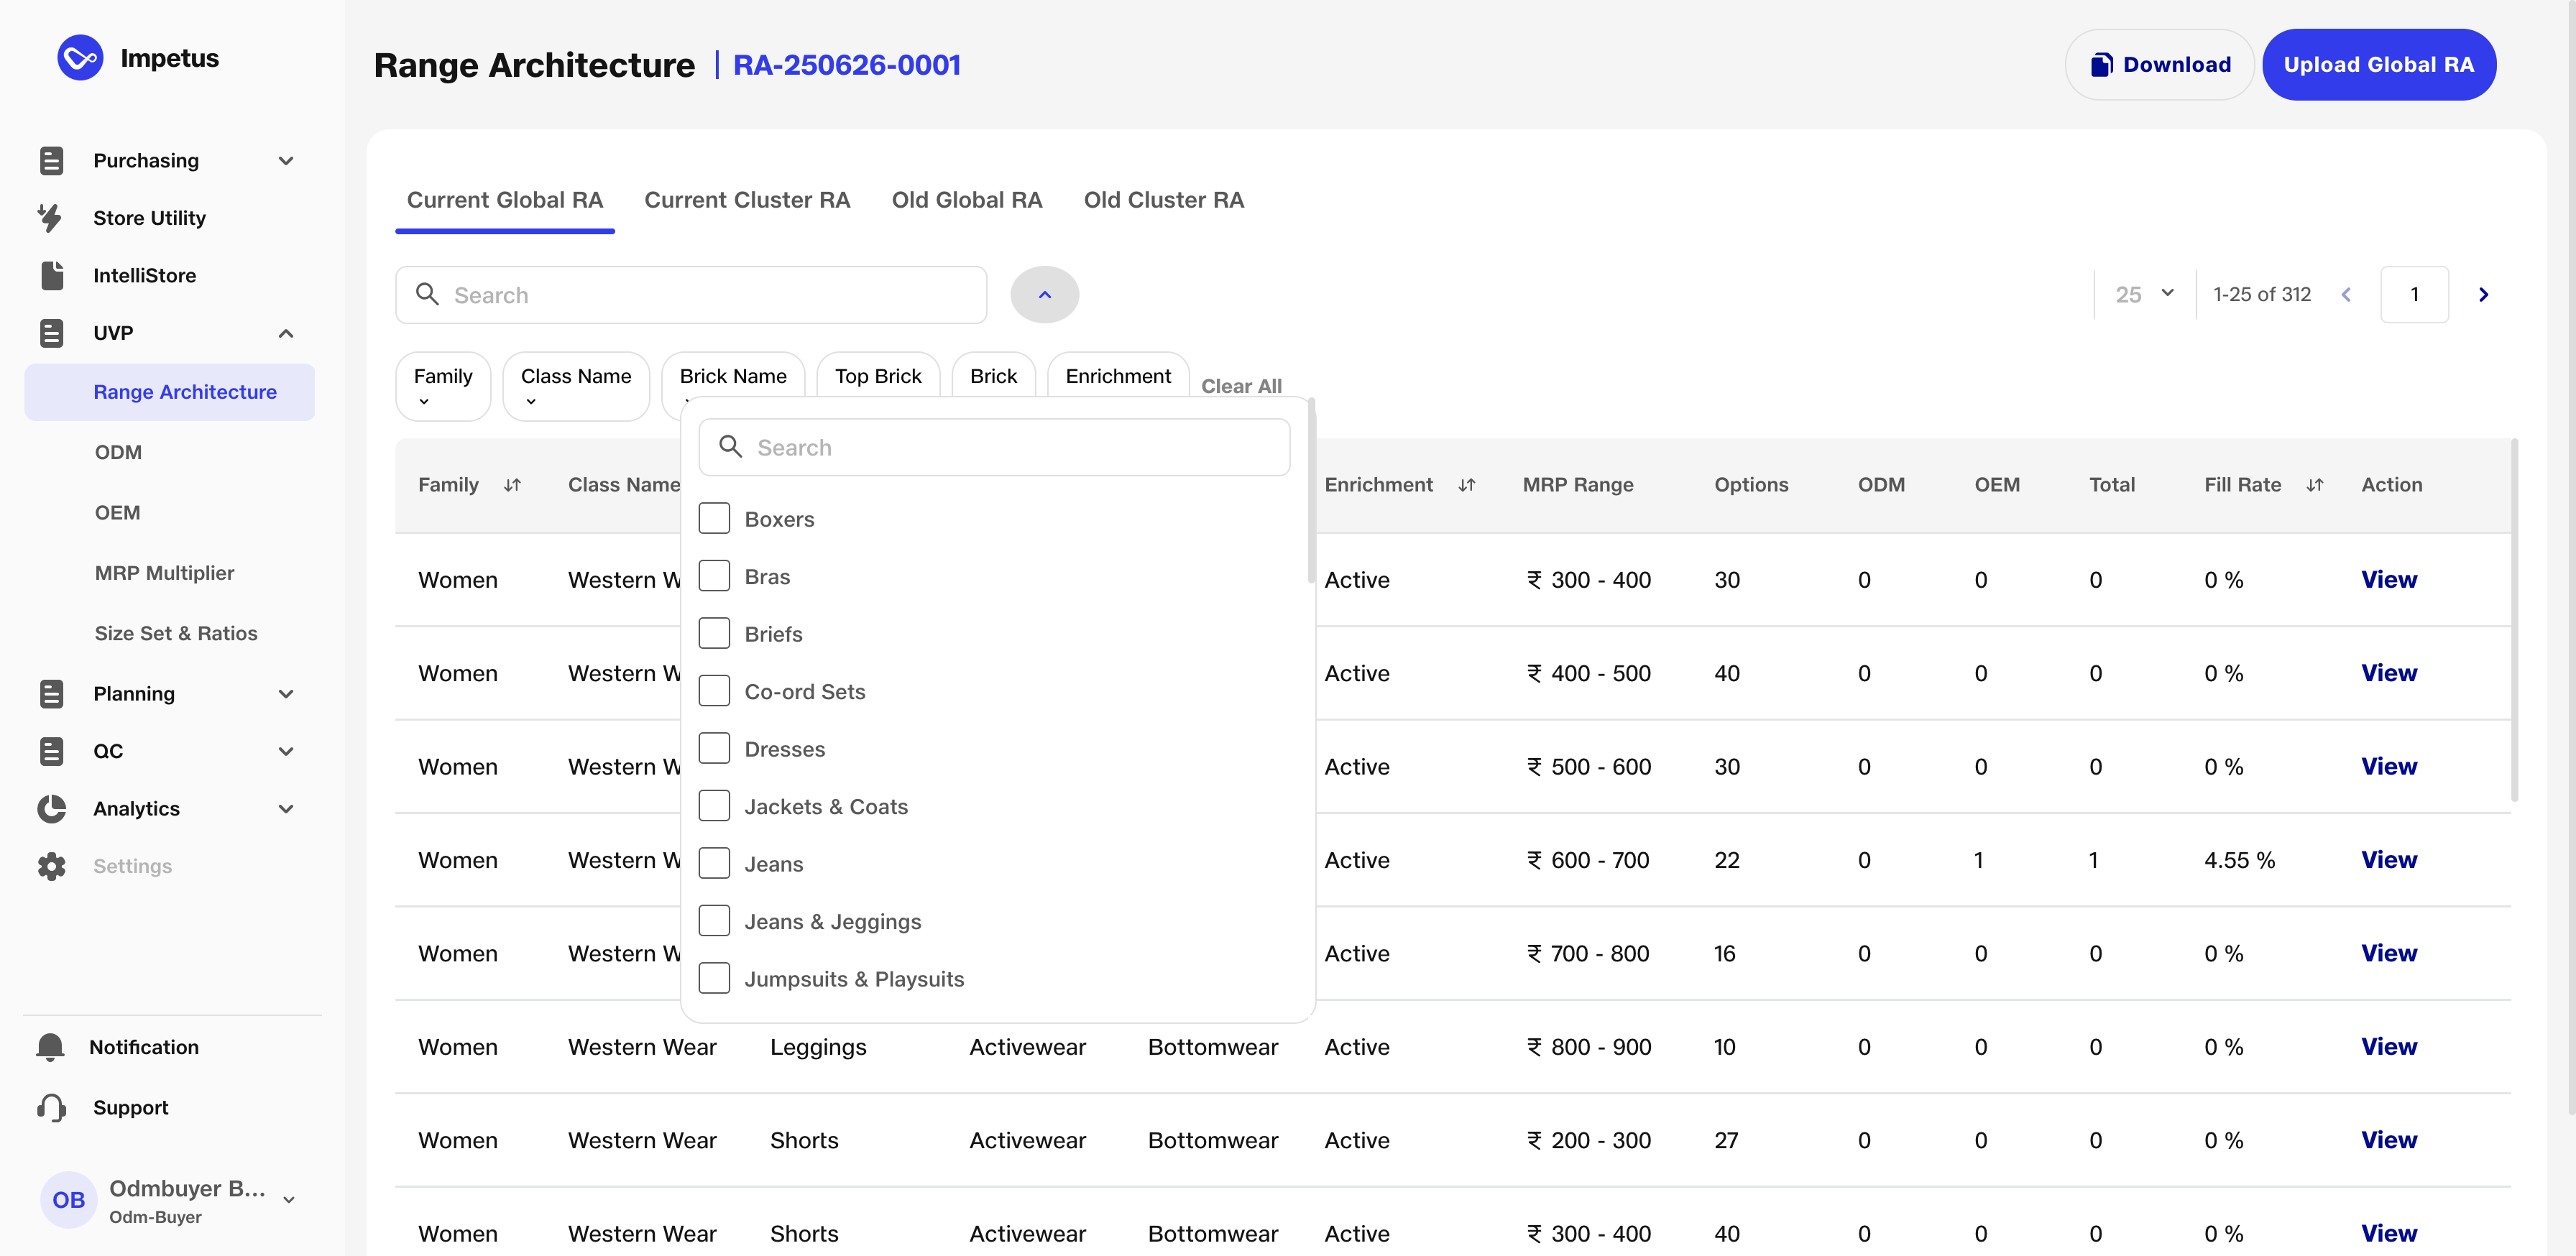 Impetus
Purchasing
Store Utility
IntelliStore
UVP
Range Architecture
ODM
OEM
MRP Multiplier
Size Set & Ratios
Planning
QC
Analytics
Settings
Notification
Support
OB
Odmbuyer B...
Odm-Buyer
Range Architecture | RA-250626-0001
Download
Upload Global RA
Current Global RA Current Cluster RA Old Global RA Old Cluster RA
Search
25 1-25 of 312 1
Family Class Name Brick Name Top Brick Brick Enrichment Clear All
Search
Boxers
Bras
Briefs
Co-ord Sets
Dresses
Jackets & Coats
Jeans
Jeans & Jeggings
Jumpsuits & Playsuits
Family Class Name Enrichment MRP Range Options ODM OEM Total Fill Rate Action
Women Western W Active ₹ 300 - 400 30 0 0 0 0 % View
Women Western W Active ₹ 400 - 500 40 0 0 0 0 % View
Women Western W Active ₹ 500 - 600 30 0 0 0 0 % View
Women Western W Active ₹ 600 - 700 22 0 1 1 4.55 % View
Women Western W Active ₹ 700 - 800 16 0 0 0 0 % View
Women Western Wear Leggings Activewear Bottomwear Active ₹ 800 - 900 10 0 0 0 0 % View
Women Western Wear Shorts Activewear Bottomwear Active ₹ 200 - 300 27 0 0 0 0 % View
Women Western Wear Shorts Activewear Bottomwear Active ₹ 300 - 400 40 0 0 0 0 % View